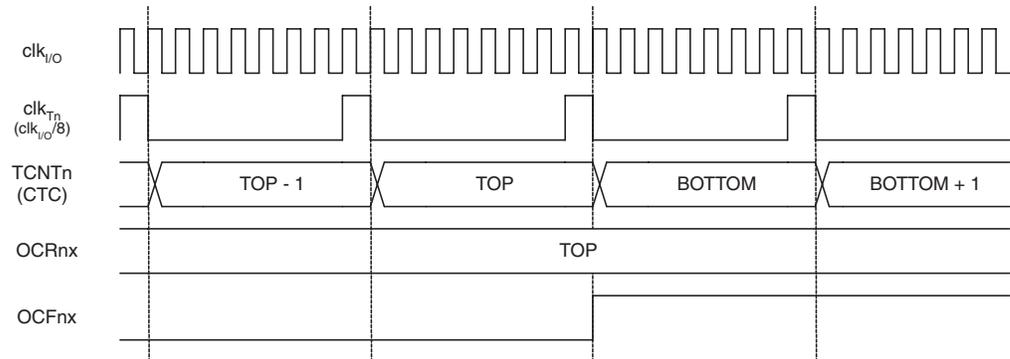 clkI/O
clkTn
(clkI/O/8)
TCNTn
(CTC)
TOP - 1
TOP
BOTTOM
BOTTOM + 1
OCRnx
TOP
OCFnx